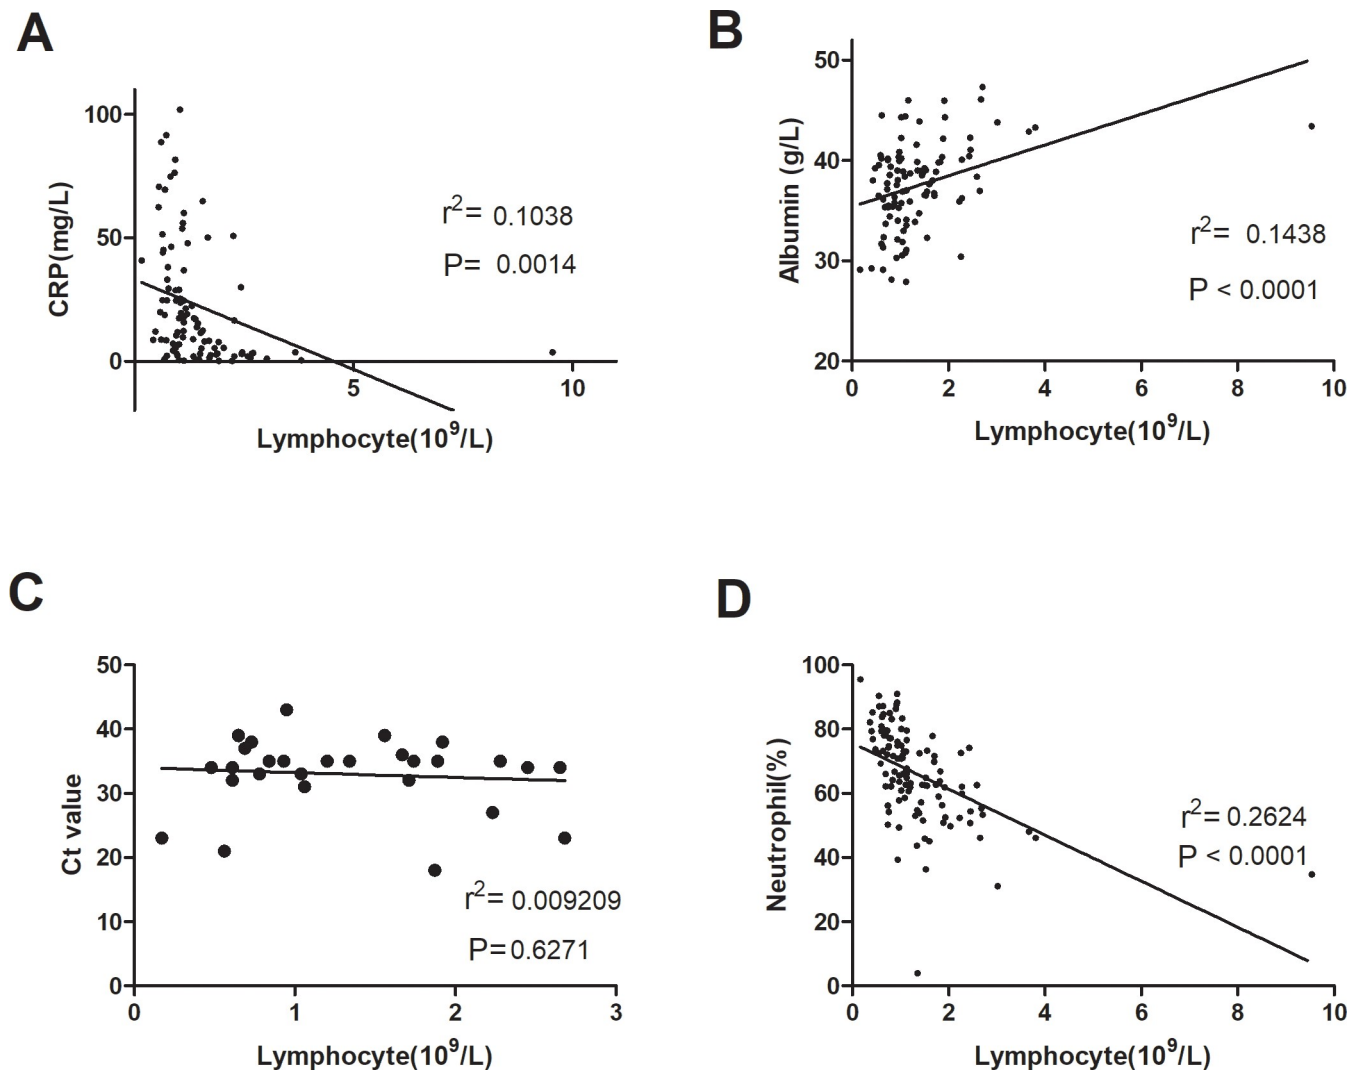 A
CRP(mg/L)
100
50
0
5
10
r²= 0.1038
P= 0.0014
Lymphocyte(10⁹/L)
B
Albumin (g/L)
50
40
30
20
0
2
4
6
8
10
r²= 0.1438
P < 0.0001
Lymphocyte(10⁹/L)
C
Ct value
50
40
30
20
10
0
0
1
2
3
r²= 0.009209
P=0.6271
Lymphocyte(10⁹/L)
D
Neutrophil(%)
100
80
60
40
20
0
0
2
4
6
8
10
r²= 0.2624
P < 0.0001
Lymphocyte(10⁹/L)